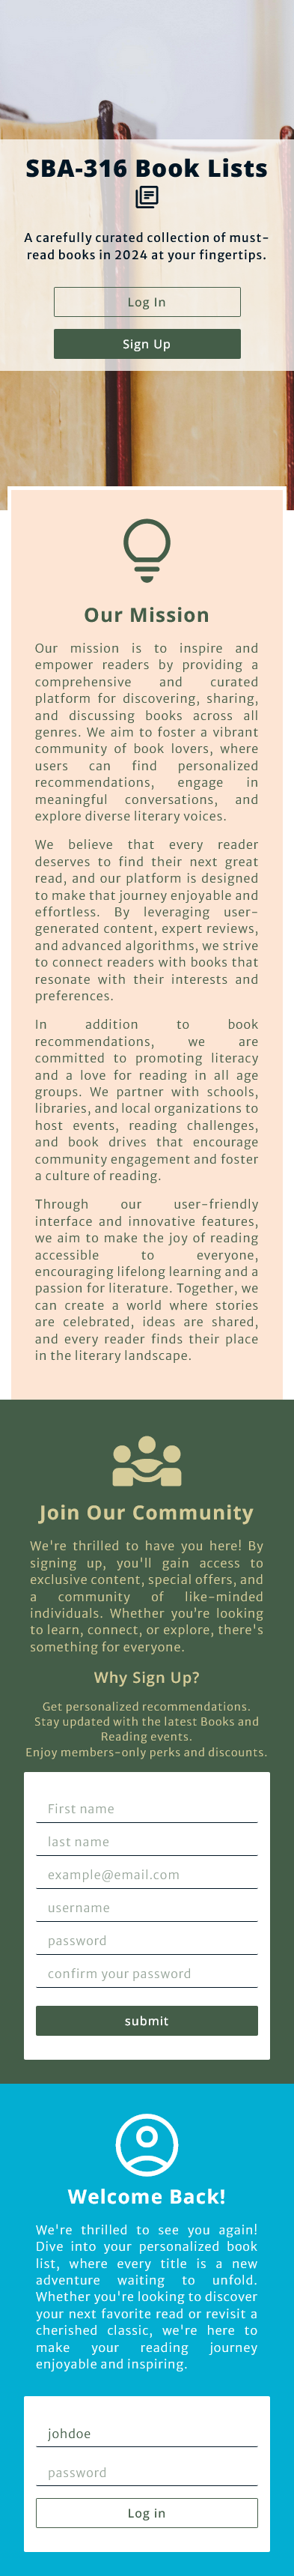 SBA-316 Book Lists
A carefully curated collection of must-
read books in 2024 at your fingertips.
Log In
Sign Up
Our Mission
Our mission is to inspire and
empower readers by providing a
comprehensive and curated
platform for discovering, sharing,
and discussing books across all
genres. We aim to foster a vibrant
community of book lovers, where
users can find personalized
recommendations, engage in
meaningful conversations, and
explore diverse literary voices.
We believe that every reader
deserves to find their next great
read, and our platform is designed
to make that journey enjoyable and
effortless. By leveraging user-
generated content, expert reviews,
and advanced algorithms, we strive
to connect readers with books that
resonate with their interests and
preferences.
In addition to book
recommendations, we are
committed to promoting literacy
and a love for reading in all age
groups. We partner with schools,
libraries, and local organizations to
host events, reading challenges,
and book drives that encourage
community engagement and foster
a culture of reading.
Through our user-friendly
interface and innovative features,
we aim to make the joy of reading
accessible to everyone,
encouraging lifelong learning and a
passion for literature. Together, we
can create a world where stories
are celebrated, ideas are shared,
and every reader finds their place
in the literary landscape.
Join Our Community
We're thrilled to have you here! By
signing up, you'll gain access to
exclusive content, special offers, and
a community of like-minded
individuals. Whether you’re looking
to learn, connect, or explore, there's
something for everyone.
Why Sign Up?
Get personalized recommendations.
Stay updated with the latest Books and
Reading events.
Enjoy members-only perks and discounts.
First name
last name
example@email.com
username
password
confirm your password
submit
Welcome Back!
We're thrilled to see you again!
Dive into your personalized book
list, where every title is a new
adventure waiting to unfold.
Whether you're looking to discover
your next favorite read or revisit a
cherished classic, we're here to
make your reading journey
enjoyable and inspiring.
johdoe
password
Log in